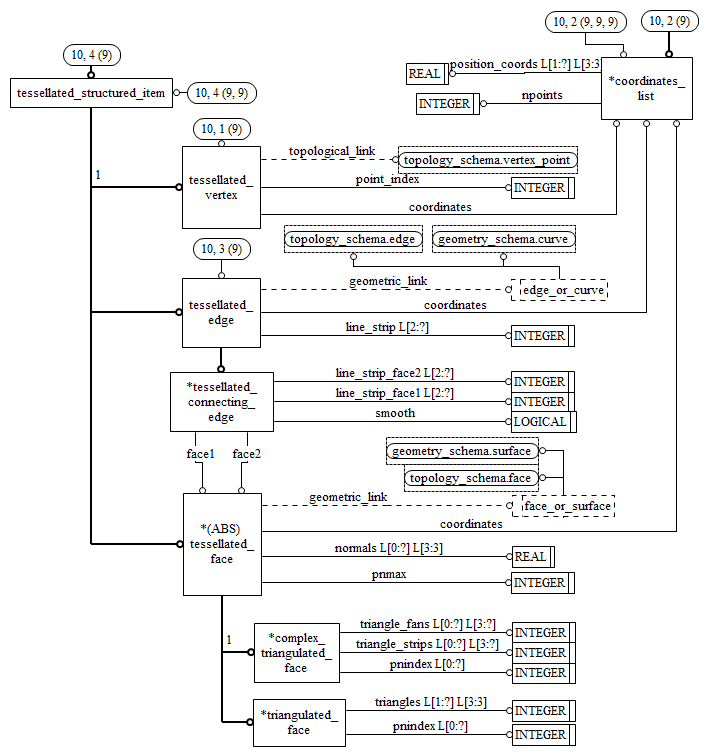 10, 2 (9, 9, 9)
10, 2 (9)
10, 4 (9)
position_coords L[1:?] L[3:3]
REAL
*coordinates_
list
tessellated_structured_item
10, 4 (9, 9)
npoints
INTEGER
10, 1 (9)
topological_link
topology_schema.vertex_point
1
tessellated_
vertex
point_index
INTEGER
coordinates
10, 3 (9)
topology_schema.edge
geometry_schema.curve
geometric_link
edge_or_curve
tessellated_
edge
coordinates
line_strip L[2:?]
INTEGER
*tessellated_
connecting_
edge
line_strip_face2 L[2:?]
INTEGER
line_strip_face1 L[2:?]
INTEGER
smooth
LOGICAL
face1
face2
geometry_schema.surface
topology_schema.face
geometric_link
face_or_surface
coordinates
*(ABS)
tessellated_
face
normals L[0:?] L[3:3]
REAL
pnmax
INTEGER
1
*complex_
triangulated_
face
triangle_fans L[0:?] L[3:?]
INTEGER
triangle_strips L[0:?] L[3:?]
INTEGER
pnindex L[0:?]
INTEGER
*triangulated_
face
triangles L[1:?] L[3:3]
INTEGER
pnindex L[0:?]
INTEGER